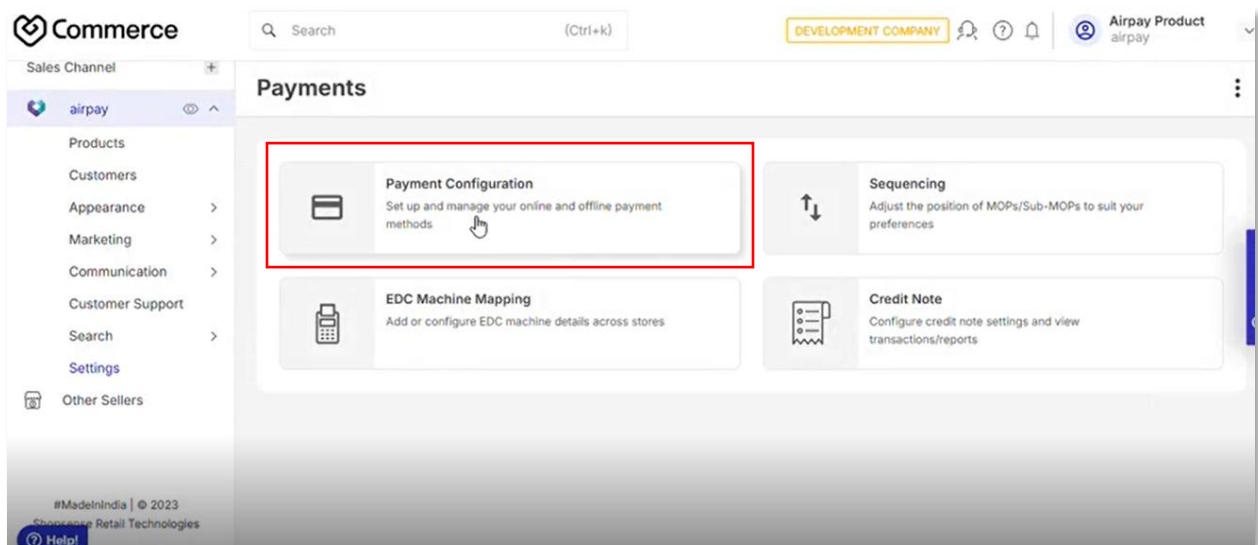 Commerce
Search (Ctrl+k)
DEVELOPMENT COMPANY
Airpay Product
airpay
Sales Channel
airpay
Products
Customers
Appearance
Marketing
Communication
Customer Support
Search
Settings
Other Sellers
#MadeInIndia | © 2023
Shopsense Retail Technologies
Help!
Payments
Payment Configuration
Set up and manage your online and offline payment
methods
Sequencing
Adjust the position of MOPs/Sub-MOPs to suit your
preferences
EDC Machine Mapping
Add or configure EDC machine details across stores
Credit Note
Configure credit note settings and view
transactions/reports